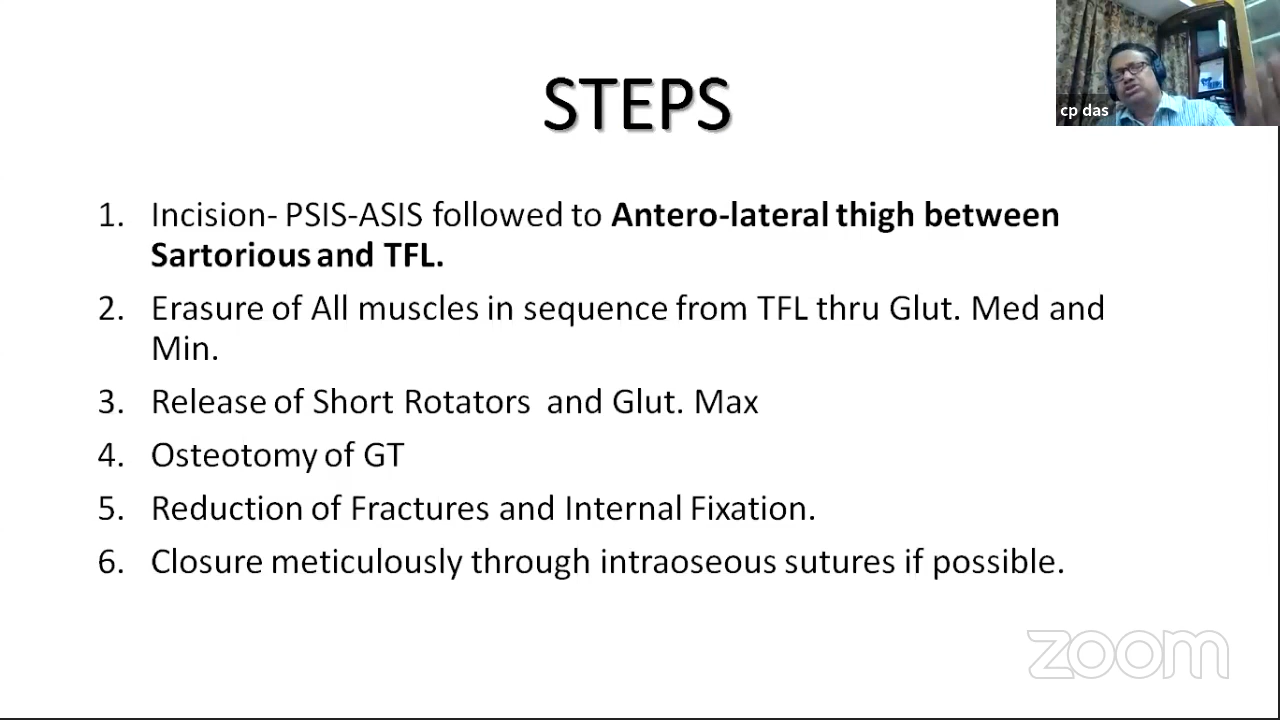 cp das
STEPS
1. Incision- PSIS-ASIS followed to Antero-lateral thigh between
Sartorious and TFL.
2. Erasure of All muscles in sequence from TFL thru Glut. Med and
Min.
3. Release of Short Rotators and Glut. Max
4. Osteotomy of GT
5. Reduction of Fractures and Internal Fixation.
6. Closure meticulously through intraoseous sutures if possible.
zoom